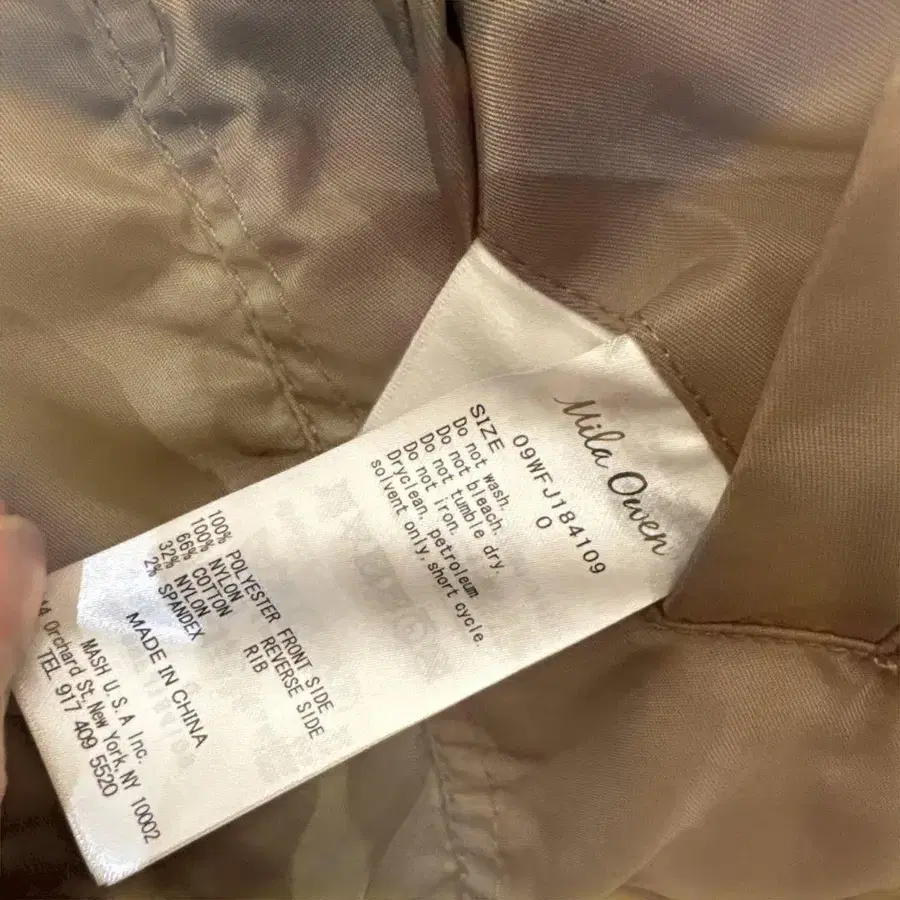 Mila Owen
09WFJ184109
SIZE 0
Do not wash.
Do not bleach.
Do not tumble dry.
Do not iron.
Dryclean, petroleum
solvent only, short cycle.
100% POLYESTER FRONT SIDE
100% NYLON REVERSE SIDE
66% COTTON RIB
32% NYLON
2% SPANDEX
MADE IN CHINA
MASH U.S.A Inc.
Orchard St, New York, NY 10002
TEL 917 409 5520